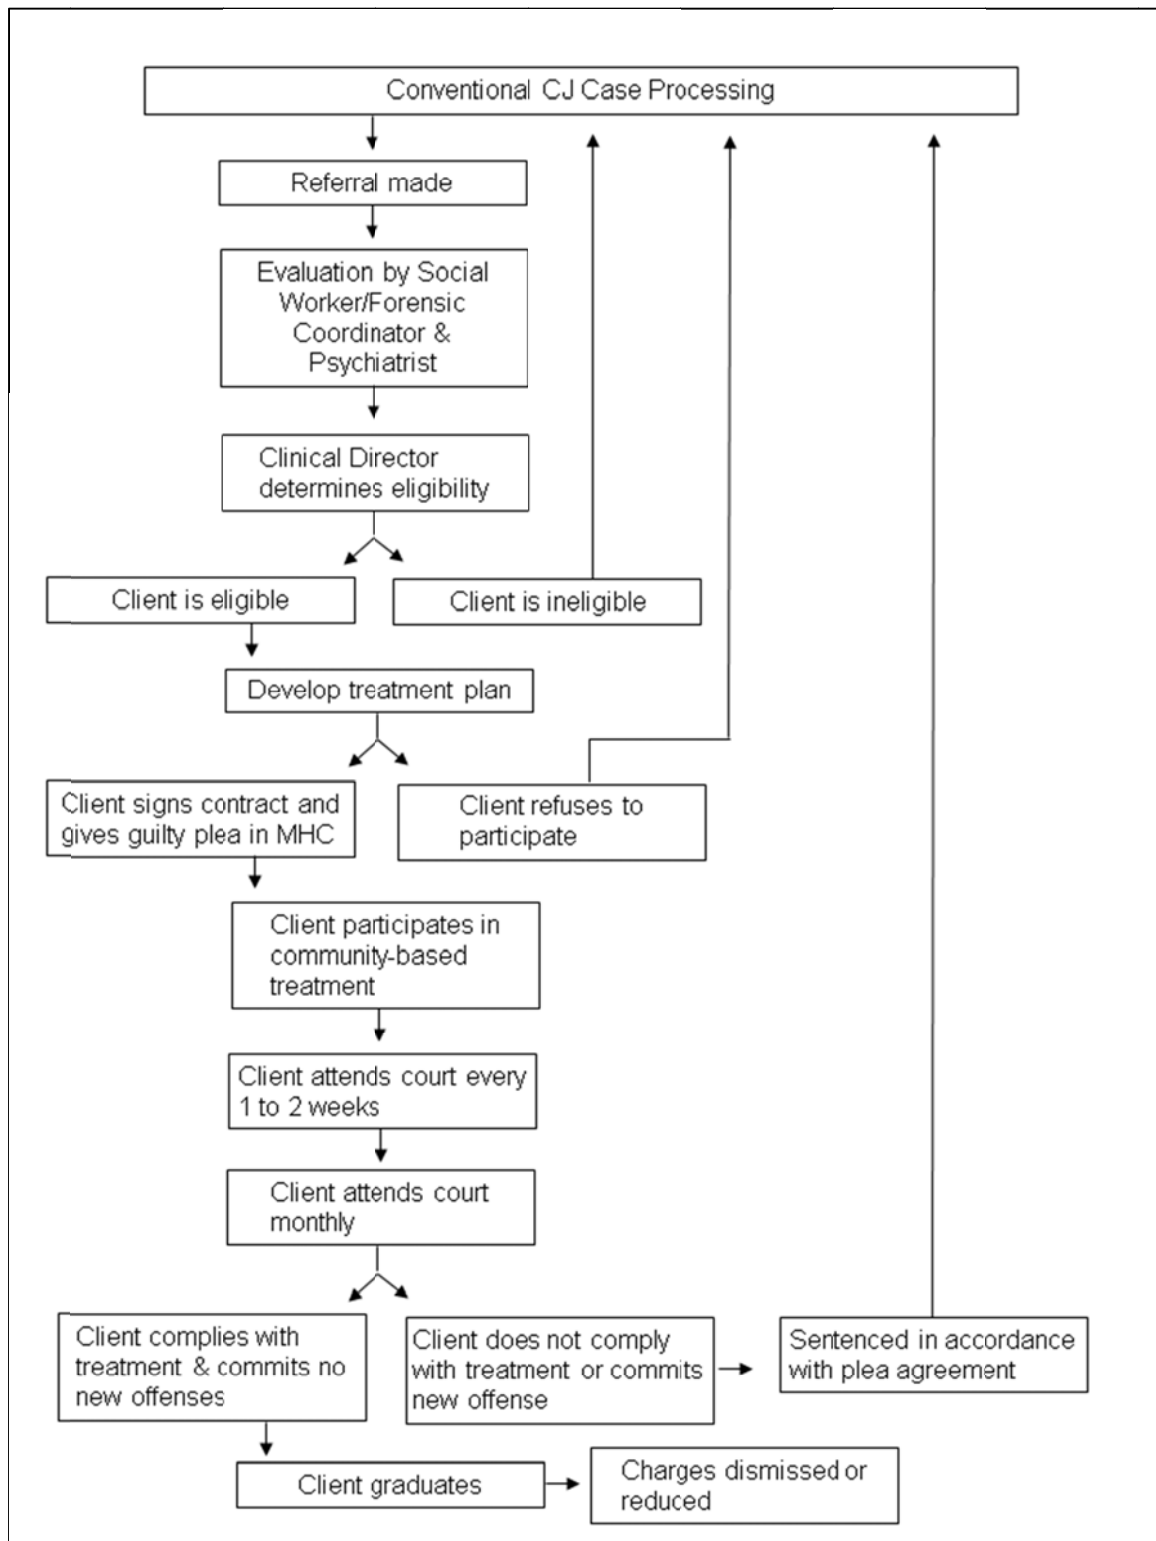 Conventional CJ Case Processing
Referral made
Evaluation by Social
Worker/Forensic
Coordinator &
Psychiatrist
Clinical Director
determines eligibility
Client is eligible
Client is ineligible
Develop treatment plan
Client signs contract and
gives guilty plea in MHC
Client refuses to
participate
Client participates in
community-based
treatment
Client attends court every
1 to 2 weeks
Client attends court
monthly
Client complies with
treatment & commits no
new offenses
Client does not comply
with treatment or commits
new offense
Sentenced in accordance
with plea agreement
Client graduates
Charges dismissed or
reduced